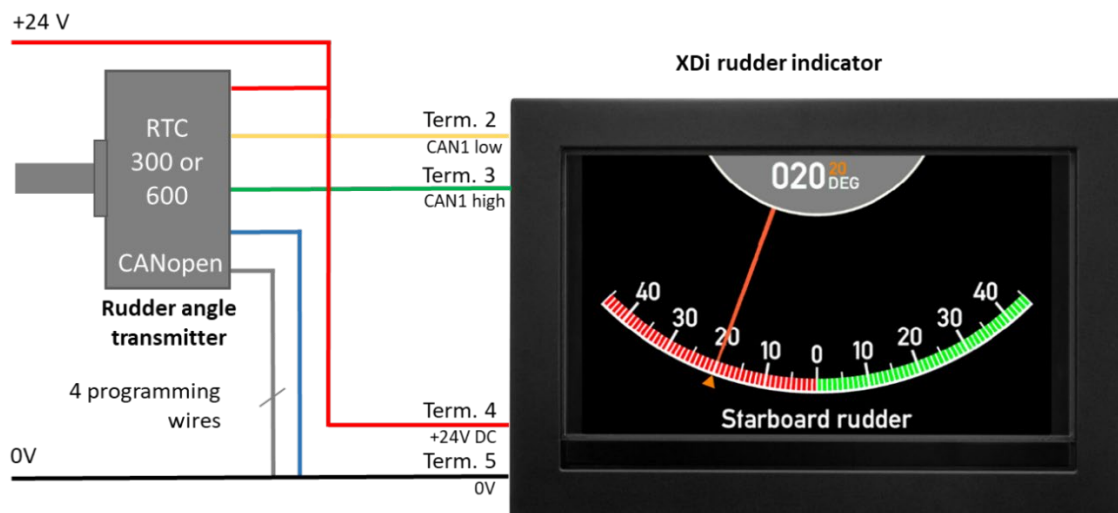 +24 V
XDi rudder indicator
RTC
300 or
600
CANopen
Rudder angle
transmitter
4 programming
wires
0V
Term. 2
CAN1 low
Term. 3
CAN1 high
Term. 4
+24V DC
Term. 5
0V
020 20
DEG
40 30 20 10 0 10 20 30 40
Starboard rudder